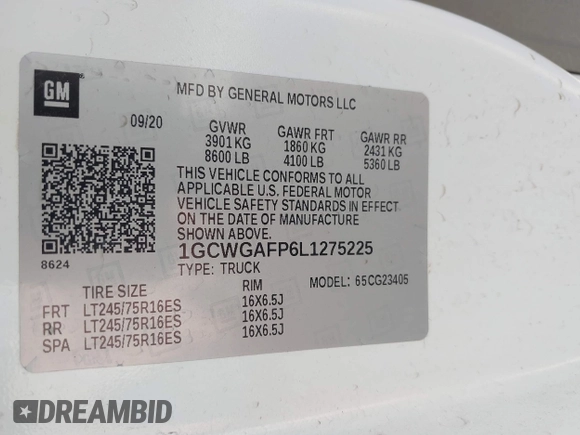 GM
MFD BY GENERAL MOTORS LLC
09/20
GVWR GAWR FRT GAWR RR
3901 KG 1860 KG 2431 KG
8600 LB 4100 LB 5360 LB
THIS VEHICLE CONFORMS TO ALL
APPLICABLE U.S. FEDERAL MOTOR
VEHICLE SAFETY STANDARDS IN EFFECT
ON THE DATE OF MANUFACTURE
SHOWN ABOVE.
8624
1GCWGAFP6L1275225
TYPE: TRUCK MODEL: 65CG23405
TIRE SIZE RIM
FRT LT245/75R16ES 16X6.5J
RR LT245/75R16ES 16X6.5J
SPA LT245/75R16ES 16X6.5J
DREAMBID